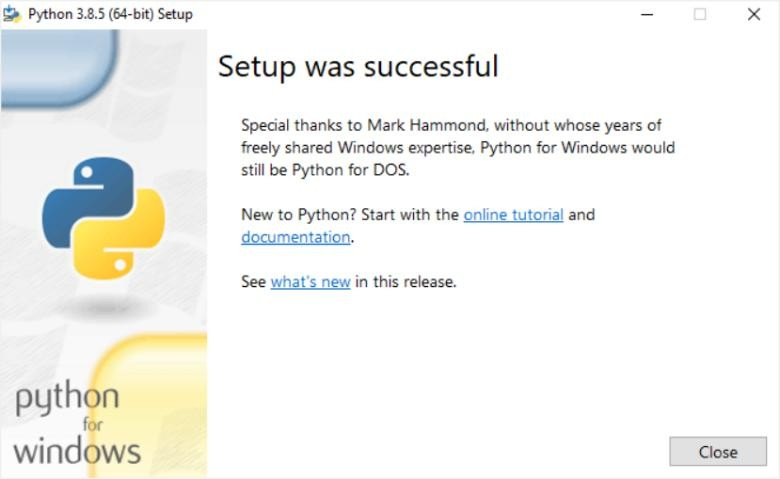 Python 3.8.5 (64-bit) Setup
Setup was successful
Special thanks to Mark Hammond, without whose years of
freely shared Windows expertise, Python for Windows would
still be Python for DOS.
New to Python? Start with the online tutorial and
documentation.
See what's new in this release.
python
for
windows
Close